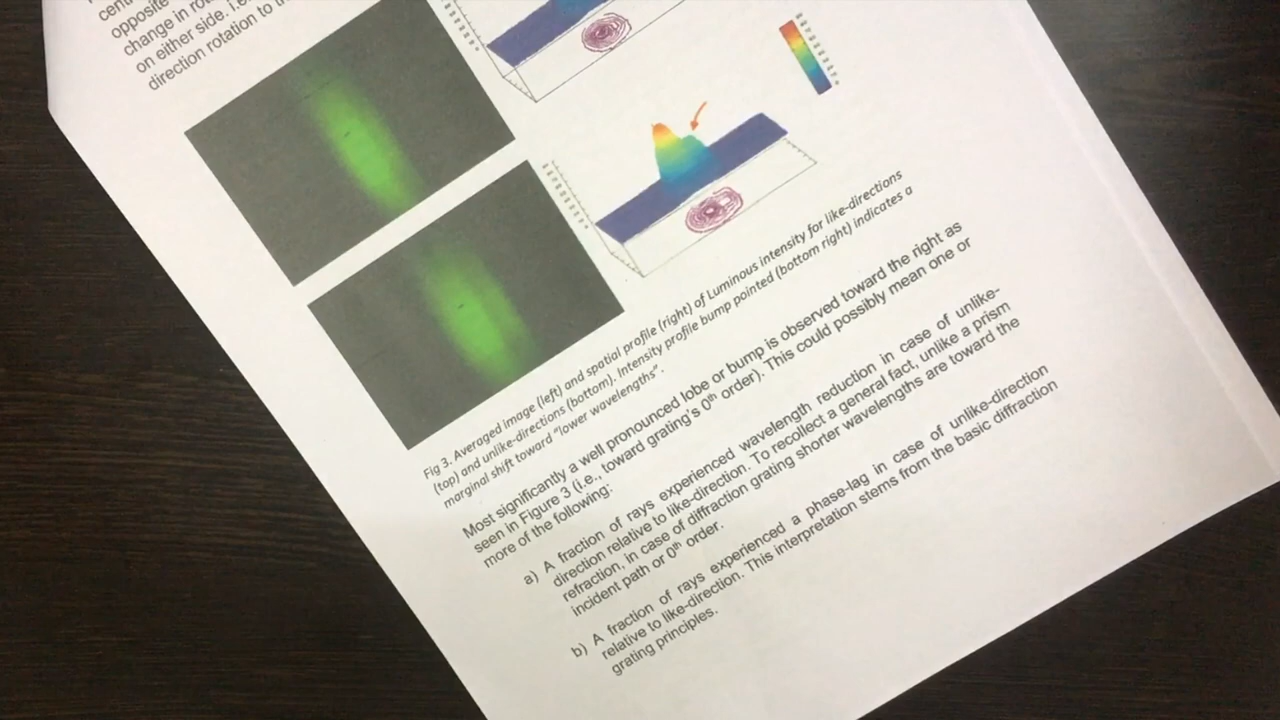 opposite
change in
on either side. i.e.
direction rotation to
Fig 3. Averaged image (left) and spatial profile (right) of Luminous intensity for like-directions
(top) and unlike-directions (bottom). Intensity profile bump pointed (bottom right) indicates a
marginal shift toward "lower wavelengths".
Most significantly a well pronounced lobe or bump is observed toward the right as
seen in Figure 3 (i.e., toward grating's 0th order). This could possibly mean one or
more of the following:
a) A fraction of rays experienced wavelength reduction in case of unlike-
direction relative to like-direction. To recollect a general fact, unlike a prism
refraction, in case of diffraction grating shorter wavelengths are toward the
incident path or 0th order.
b) A fraction of rays experienced a phase-lag in case of unlike-direction
relative to like-direction. This interpretation stems from the basic diffraction
grating principles.